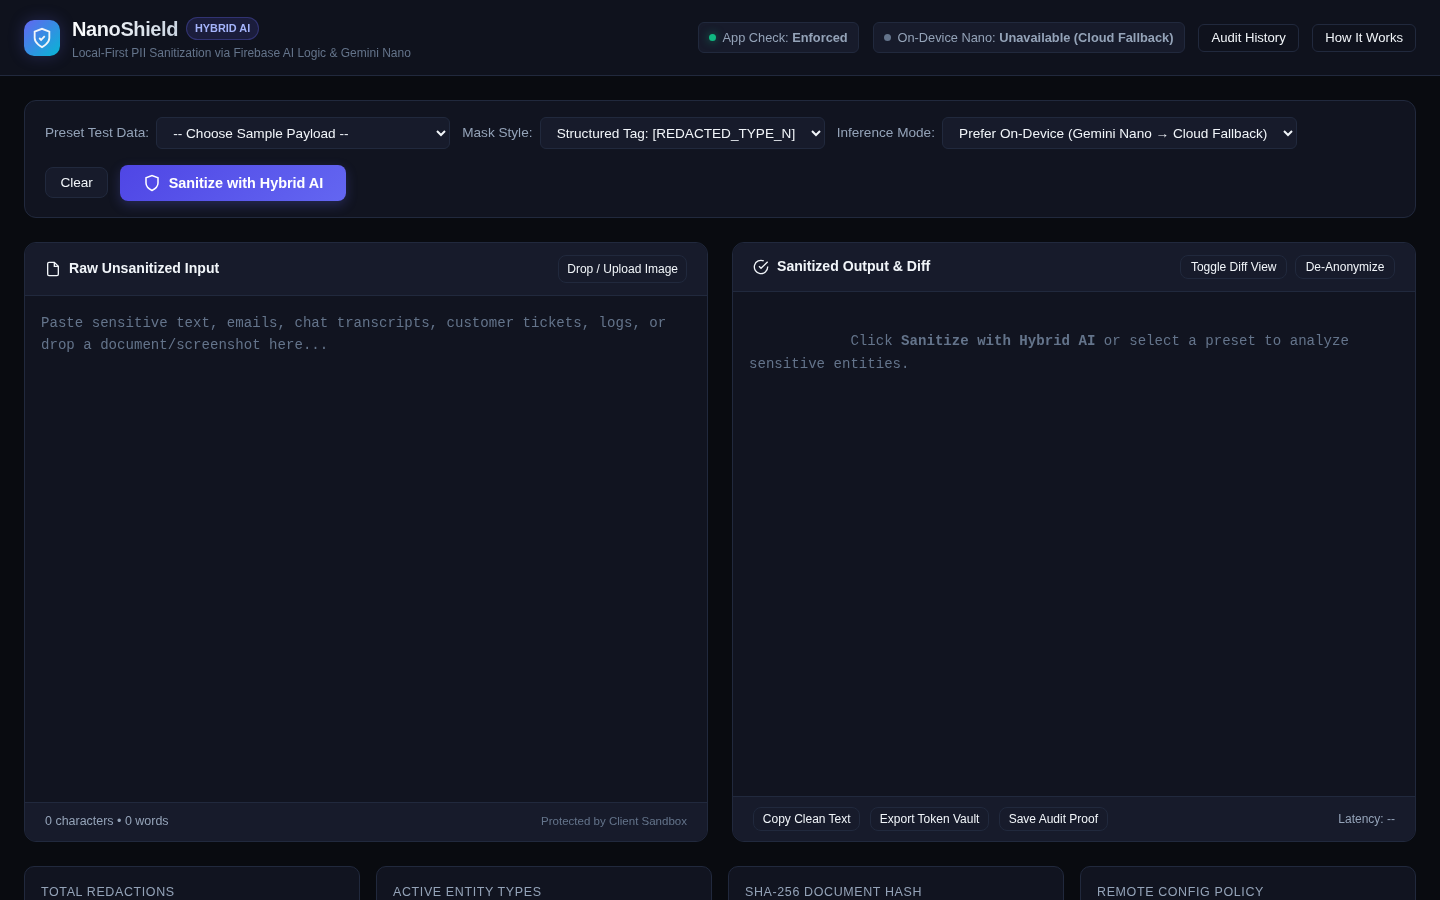 NanoShield HYBRID AI
Local-First PII Sanitization via Firebase AI Logic & Gemini Nano
App Check: Enforced
On-Device Nano: Unavailable (Cloud Fallback)
Audit History
How It Works
Preset Test Data: -- Choose Sample Payload --
Mask Style: Structured Tag: [REDACTED_TYPE_N]
Inference Mode: Prefer On-Device (Gemini Nano → Cloud Fallback)
Clear
Sanitize with Hybrid AI
Raw Unsanitized Input
Drop / Upload Image
Paste sensitive text, emails, chat transcripts, customer tickets, logs, or
drop a document/screenshot here...
0 characters • 0 words
Protected by Client Sandbox
Sanitized Output & Diff
Toggle Diff View
De-Anonymize
Click Sanitize with Hybrid AI or select a preset to analyze
sensitive entities.
Copy Clean Text
Export Token Vault
Save Audit Proof
Latency: --
TOTAL REDACTIONS
ACTIVE ENTITY TYPES
SHA-256 DOCUMENT HASH
REMOTE CONFIG POLICY